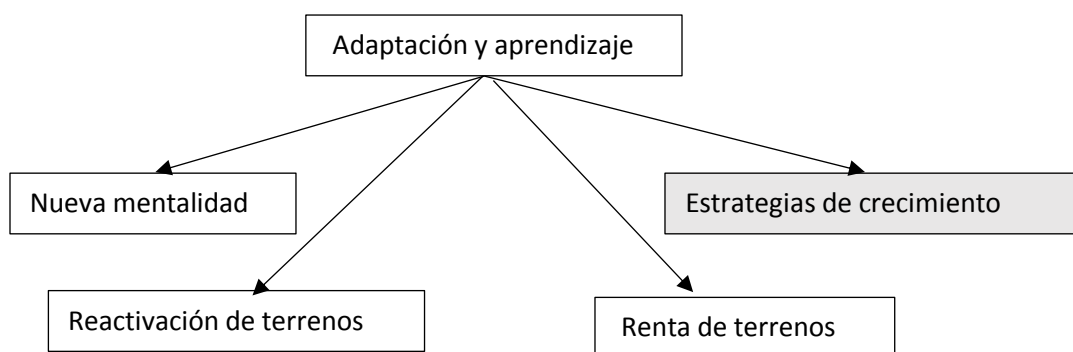 Adaptación y aprendizaje
Nueva mentalidad
Estrategias de crecimiento
Reactivación de terrenos
Renta de terrenos